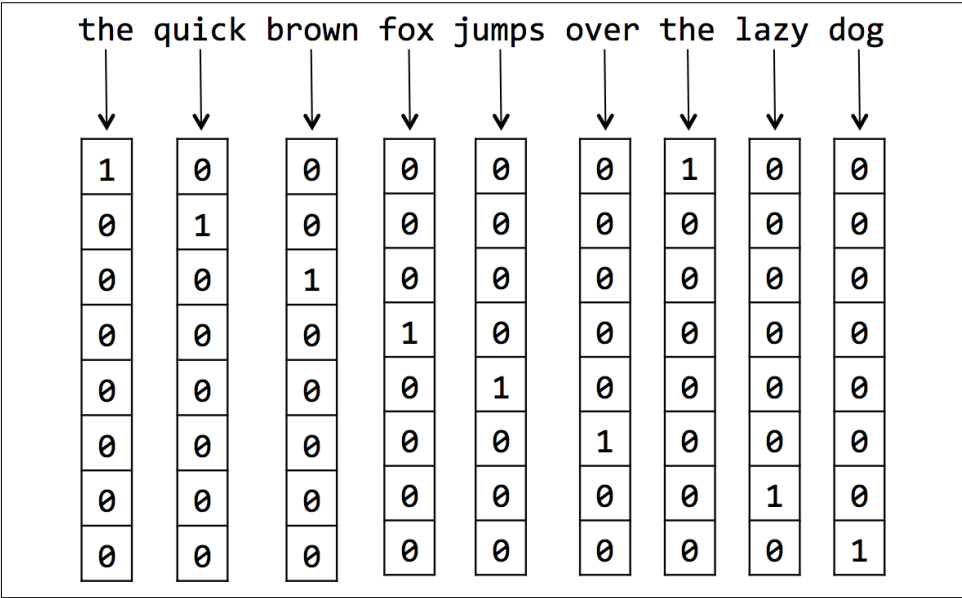 the quick brown fox jumps over the lazy dog
1 0 0 0 0 0 1 0 0
0 1 0 0 0 0 0 0 0
0 0 1 0 0 0 0 0 0
0 0 0 1 0 0 0 0 0
0 0 0 0 1 0 0 0 0
0 0 0 0 0 1 0 0 0
0 0 0 0 0 0 0 1 0
0 0 0 0 0 0 0 0 1